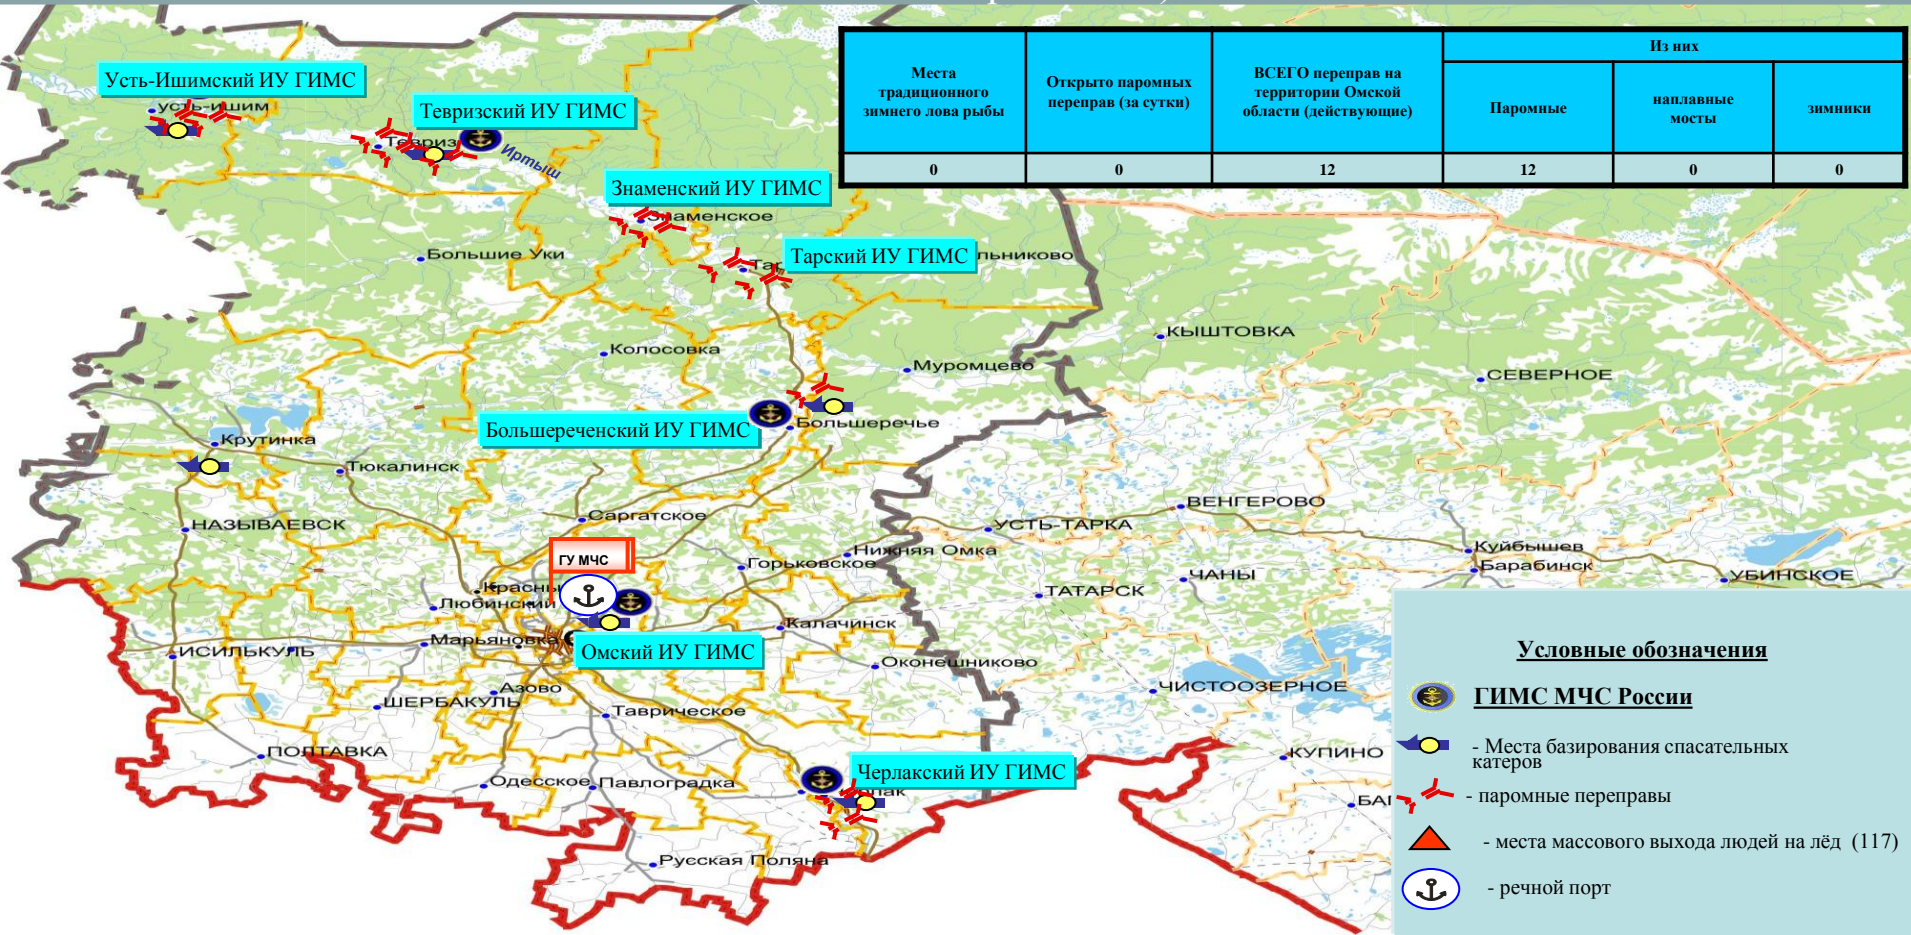 Места
традиционного
зимнего лова рыбы
Открыто паромных
переправ (за сутки)
ВСЕГО переправ на
территории Омской
области (действующие)
Из них
Паромные
наплавные
мосты
зимники
0
0
12
12
0
0
Усть-Ишимский ИУ ГИМС
усть-ишим
Тевризский ИУ ГИМС
Тевриз
Иртыш
Знаменский ИУ ГИМС
Знаменское
Тарский ИУ ГИМС
льниково
Большие Уки
Колосовка
Муромцево
КЫШТОВКА
СЕВЕРНОЕ
Большереченский ИУ ГИМС
Большеречье
Крутинка
Тюкалинск
НАЗЫВАЕВСК
Саргатское
ВЕНГЕРОВО
УСТЬ-ТАРКА
Нижняя Омка
Горьковское
Куйбышев
Барабинск
УБИНСКОЕ
ЧАНЫ
ТАТАРСК
ГУ МЧС
Красны
Любинский
Калачинск
Марьяновка
ИСИЛЬКУЛЬ
Омский ИУ ГИМС
Оконешниково
ЧИСТООЗЕРНОЕ
Азово
ШЕРБАКУЛЬ
Таврическое
ПОЛТАВКА
КУПИНО
Одесское
Павлоградка
Черлакский ИУ ГИМС
лак
БА
Русская Поляна
Условные обозначения
ГИМС МЧС России
- Места базирования спасательных
катеров
- паромные переправы
- места массового выхода людей на лёд (117)
- речной порт